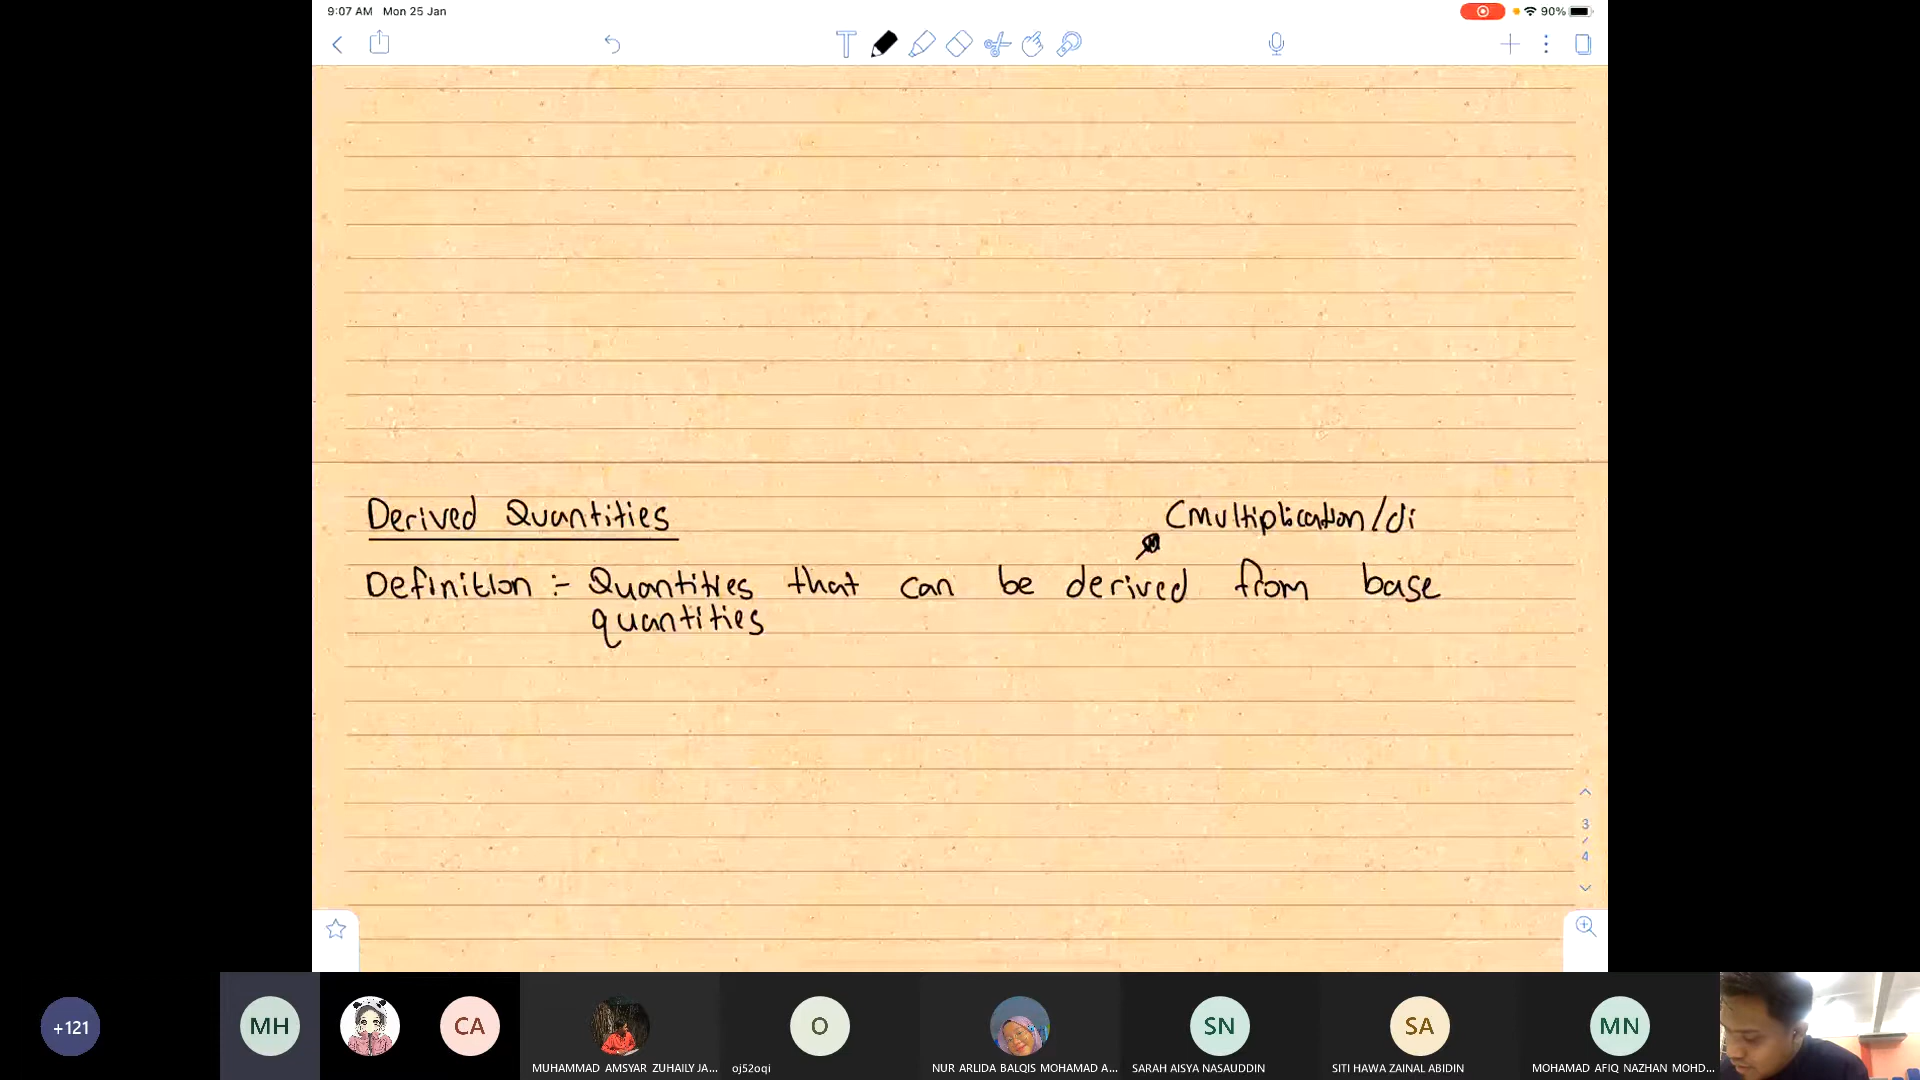 9:07 AM Mon 25 Jan
90%
T
Derived Quantities
(multiplication/di
Definition :- Quantities that can be derived from base
quantities
3
/
4
+121
MH
CA
O
SN
SA
MN
MUHAMMAD AMSYAR ZUHAILY JA...
oj52oqi
NUR ARLIDA BALQIS MOHAMAD A...
SARAH AISYA NASAUDDIN
SITI HAWA ZAINAL ABIDIN
MOHAMAD AFIQ NAZHAN MOHD...